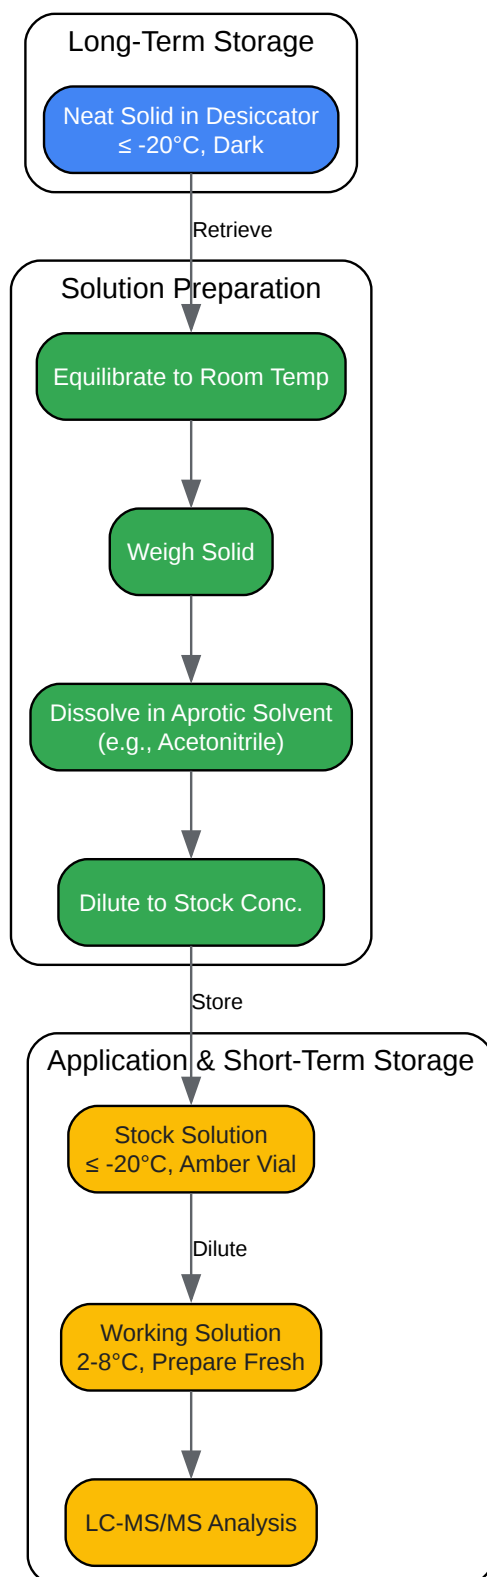 Long-Term Storage
Neat Solid in Desiccator
≤ -20°C, Dark
Retrieve
Solution Preparation
Equilibrate to Room Temp
Weigh Solid
Dissolve in Aprotic Solvent
(e.g., Acetonitrile)
Dilute to Stock Conc.
Store
Application & Short-Term Storage
Stock Solution
≤ -20°C, Amber Vial
Dilute
Working Solution
2-8°C, Prepare Fresh
LC-MS/MS Analysis